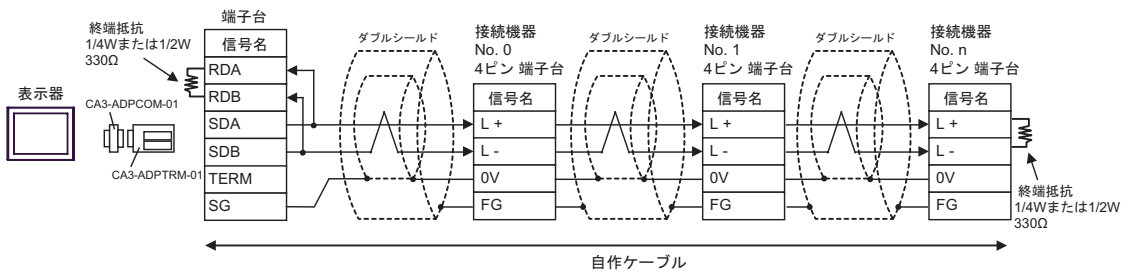 表示器
CA3-ADPCOM-01
CA3-ADPTRM-01
終端抵抗
1/4Wまたは1/2W
330Ω
端子台
信号名
RDA
RDB
SDA
SDB
TERM
SG
ダブルシールド
接続機器
No. 0
4ピン 端子台
信号名
L +
L -
0V
FG
ダブルシールド
接続機器
No. 1
4ピン 端子台
信号名
L +
L -
0V
FG
ダブルシールド
接続機器
No. n
4ピン 端子台
信号名
L +
L -
0V
FG
終端抵抗
1/4Wまたは1/2W
330Ω
自作ケーブル